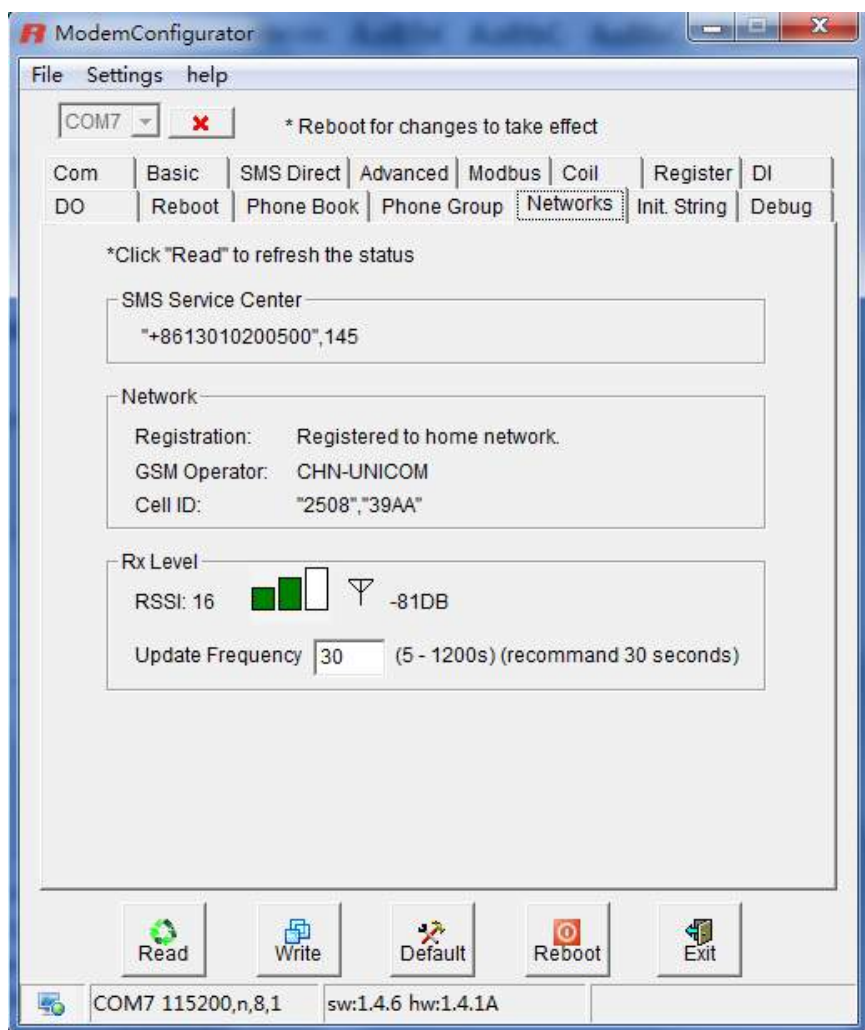 ModemConfigurator
File Settings help
COM7 * Reboot for changes to take effect
Com Basic SMS Direct Advanced Modbus Coil Register DI
DO Reboot Phone Book Phone Group Networks Init. String Debug
*Click "Read" to refresh the status
SMS Service Center
"+8613010200500",145
Network
Registration: Registered to home network.
GSM Operator: CHN-UNICOM
Cell ID: "2508","39AA"
Rx Level
RSSI: 16 -81DB
Update Frequency 30 (5 - 1200s) (recommand 30 seconds)
Read Write Default Reboot Exit
COM7 115200,n,8,1 sw:1.4.6 hw:1.4.1A